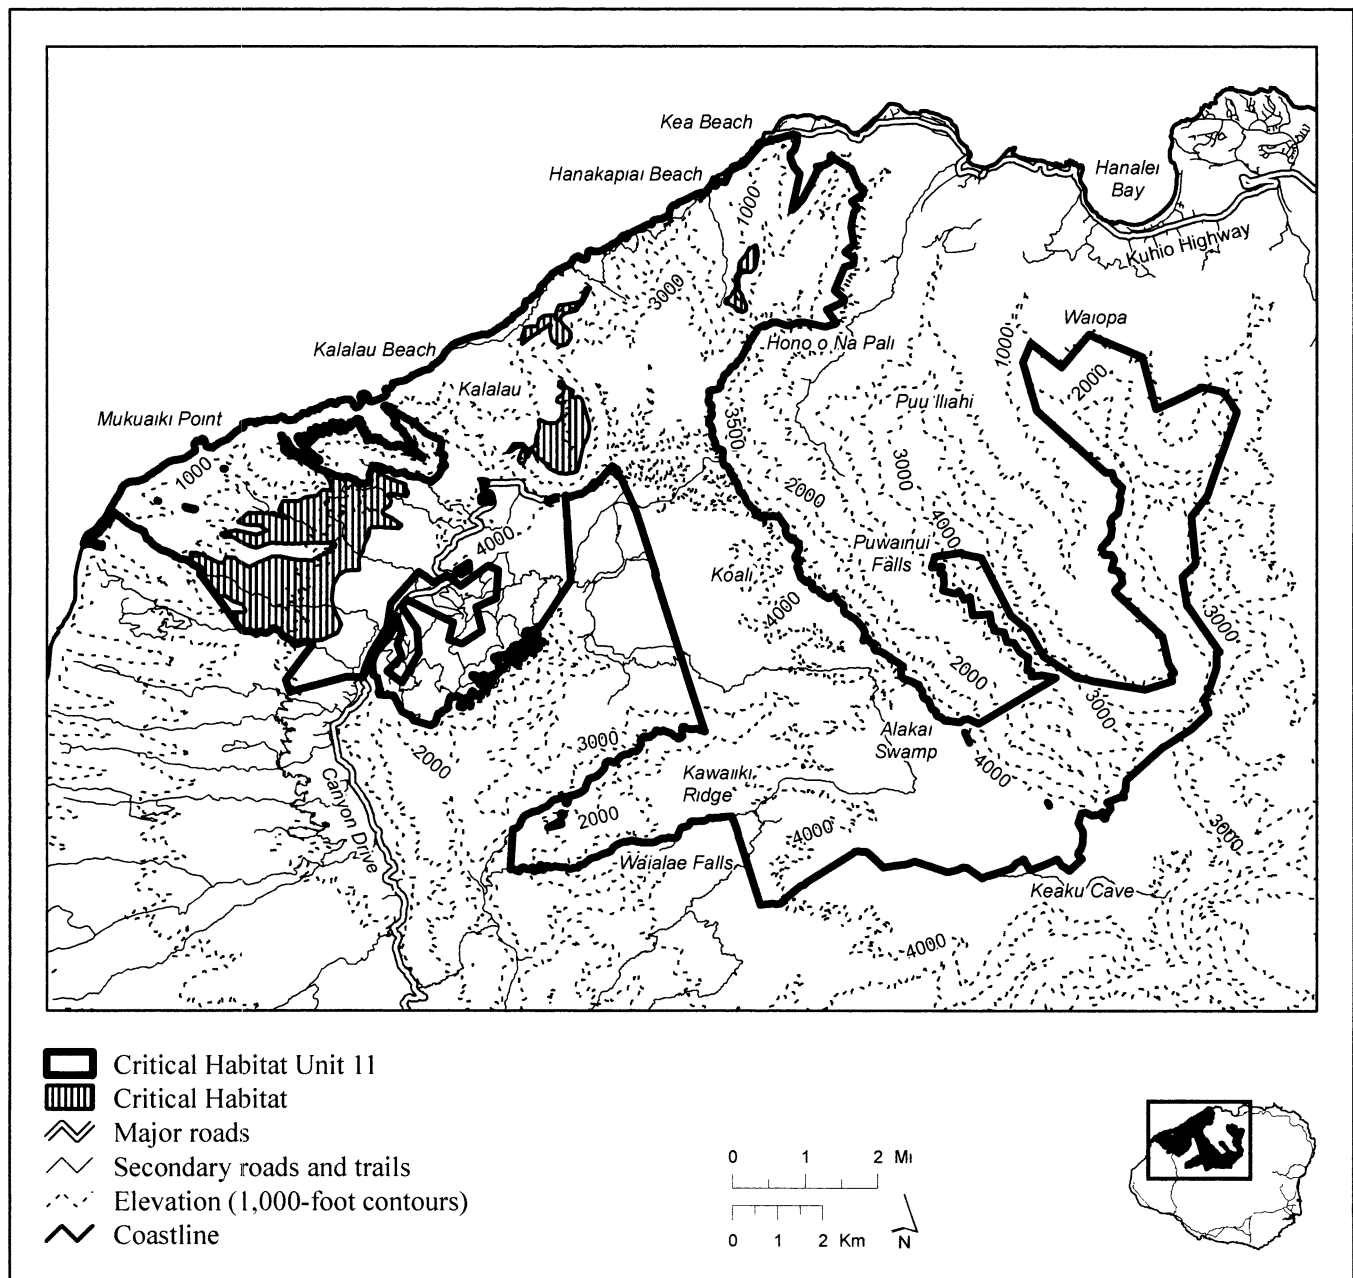 Kea Beach
Hanakapiai Beach
Hanalei
Bay
Kuhio Highway
1000
3000
Waiopa
1000
Hono o Na Pali
Kalalau Beach
Kalalau
2000
Puu Iliahi
Mukuaiki Point
3500
1000
3000
2000
4000
4000
Puwainui
Falls
Koali
4000
3000
2000
3000
Alakai
Swamp
3000
2000
4000
Kawaiiki
Ridge
2000
4000
3000
Canyon Drive
Waialae Falls
Keaku Cave
4000
Critical Habitat Unit 11
Critical Habitat
Major roads
Secondary roads and trails
Elevation (1,000-foot contours)
Coastline
0 1 2 Mi
0 1 2 Km
N